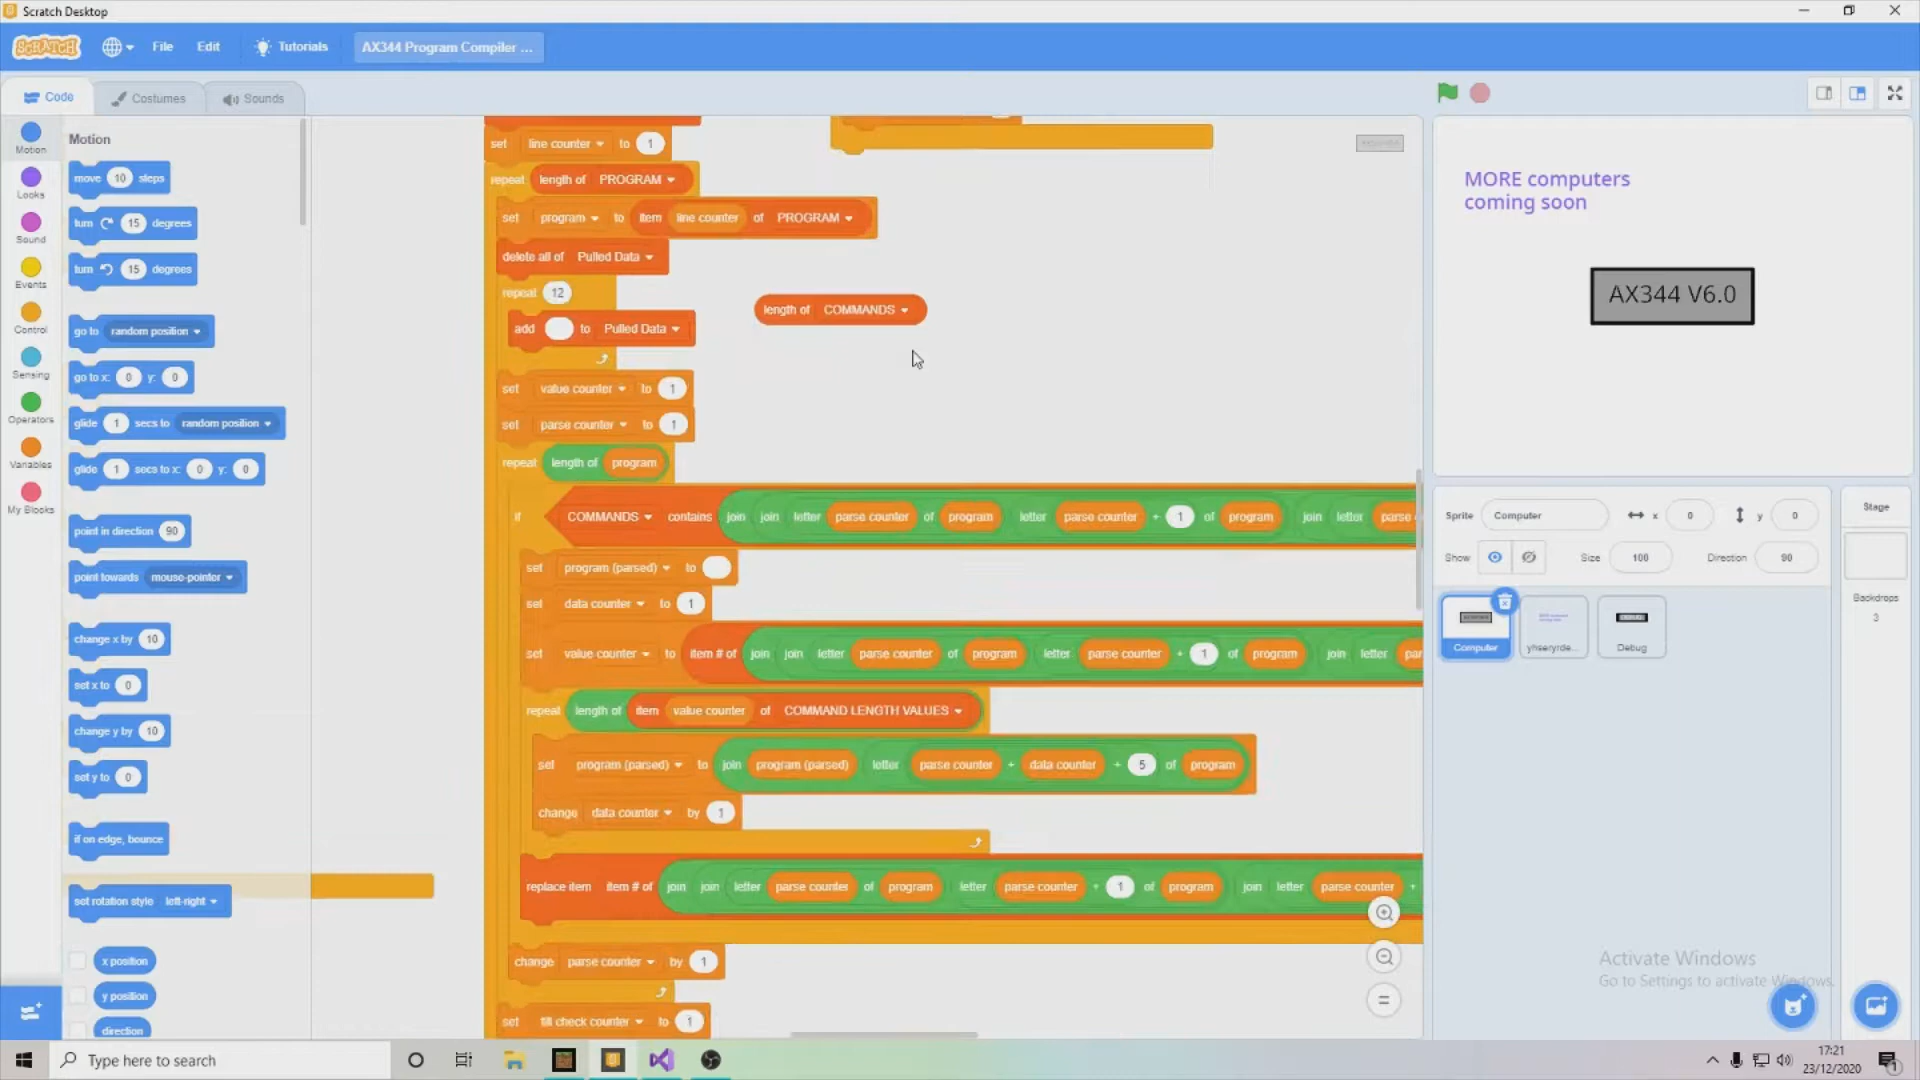 Scratch Desktop
SCRATCH File Edit Tutorials AX344 Program Compiler ...
Code Costumes Sounds
Motion
Looks
Sound
Events
Control
Sensing
Operators
Variables
My Blocks
Motion
move 10 steps
turn 15 degrees
turn 15 degrees
go to random position
go to x: 0 y: 0
glide 1 secs to random position
glide 1 secs to x: 0 y: 0
point in direction 90
point towards mouse-pointer
change x by 10
set x to 0
change y by 10
set y to 0
if on edge, bounce
set rotation style left-right
x position
y position
direction
set line counter to 1
repeat length of PROGRAM
set program to item line counter of PROGRAM
delete all of Pulled Data
repeat 12
length of COMMANDS
add to Pulled Data
set value counter to 1
set parse counter to 1
repeat length of program
if COMMANDS contains join join letter parse counter of program letter parse counter + 1 of program join letter parse
set program (parsed) to
set data counter to 1
set value counter to item # of join join letter parse counter of program letter parse counter + 1 of program join letter par
repeat length of item value counter of COMMAND LENGTH VALUES
set program (parsed) to join program (parsed) letter parse counter + data counter + 5 of program
change data counter by 1
replace item item # of join join letter parse counter of program letter parse counter + 1 of program join letter parse counter +
change parse counter by 1
set fill check counter to 1
MORE computers
coming soon
AX344 V6.0
Sprite Computer x 0 y 0
Show Size 100 Direction 90
Computer
yhseryrde...
Debug
Stage
Backdrops
3
Activate Windows
Go to Settings to activate Windows.
Type here to search
17:21
23/12/2020
1